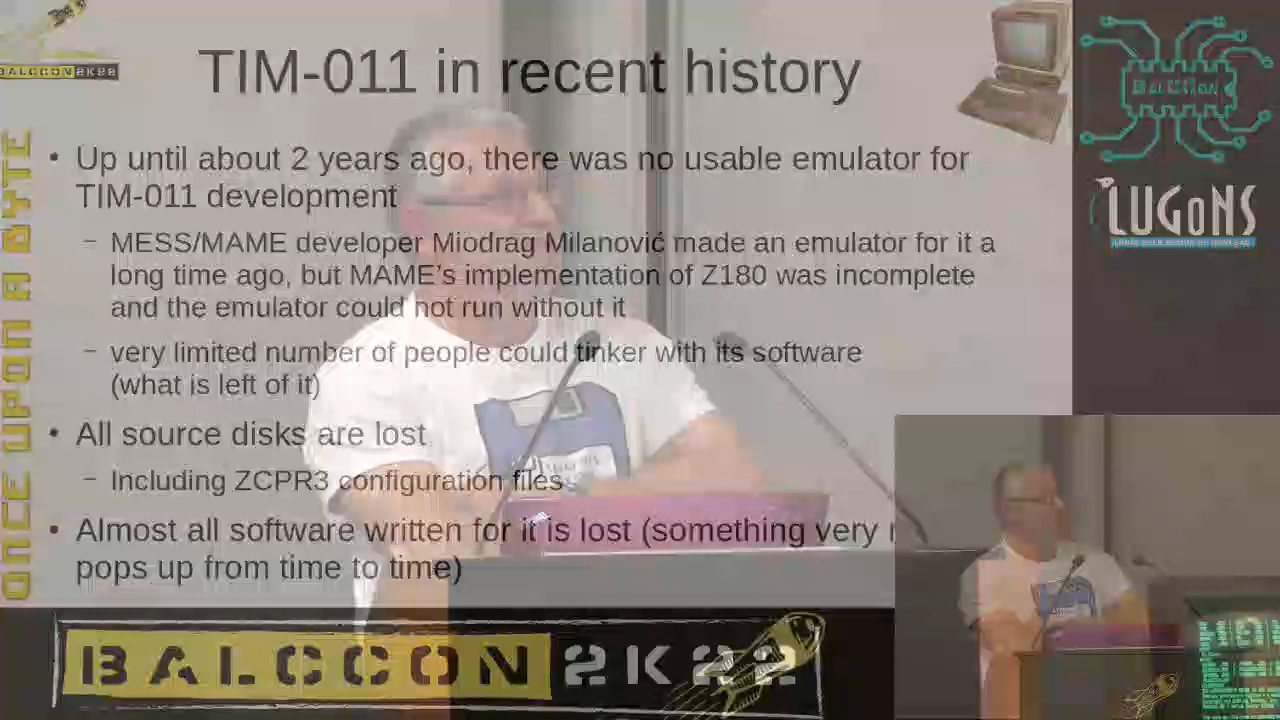 BALCCON2K22
TIM-011 in recent history
BALCCON
LUGoNS
ONCE UPON A BYTE
• Up until about 2 years ago, there was no usable emulator for
TIM-011 development
– MESS/MAME developer Miodrag Milanović made an emulator for it a
long time ago, but MAME's implementation of Z180 was incomplete
and the emulator could not run without it
– very limited number of people could tinker with its software
(what is left of it)
• All source disks are lost
– Including ZCPR3 configuration files
• Almost all software written for it is lost (something very
pops up from time to time)
BALCCON 2K22